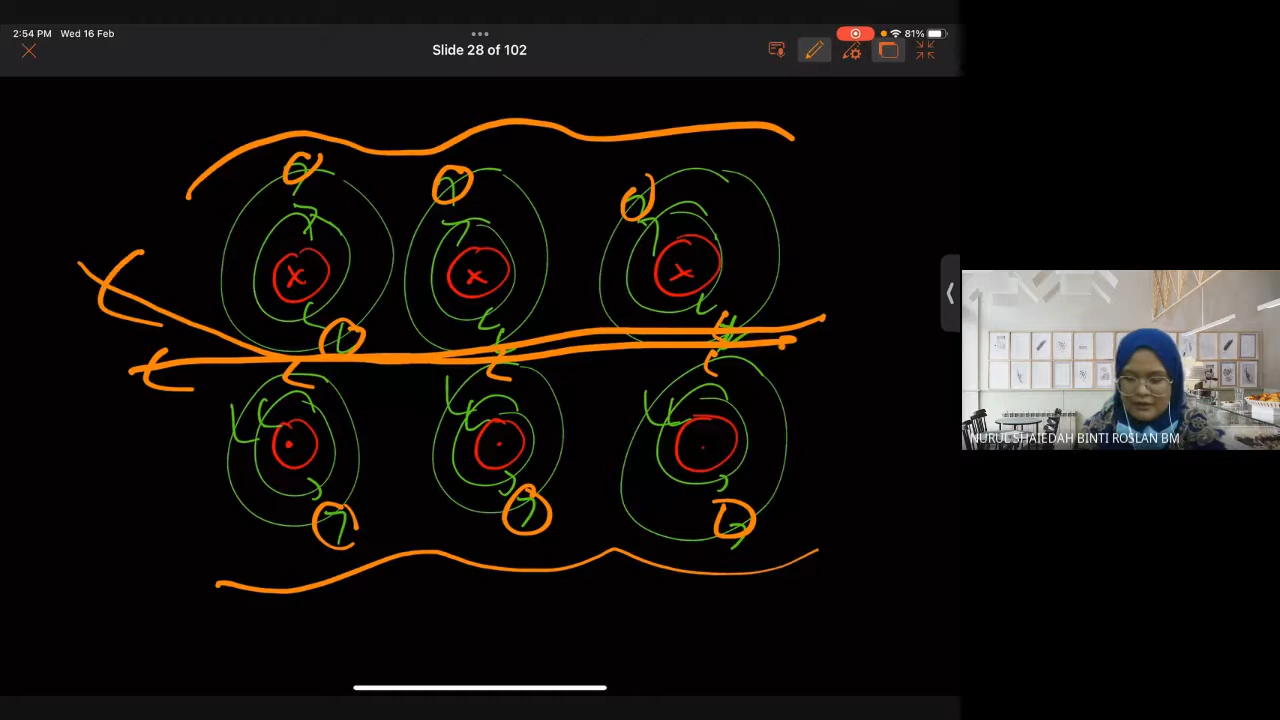 2:54 PM Wed 16 Feb
81%
Slide 28 of 102
x x x
NURUL SHAIEDAH BINTI ROSLAN BM